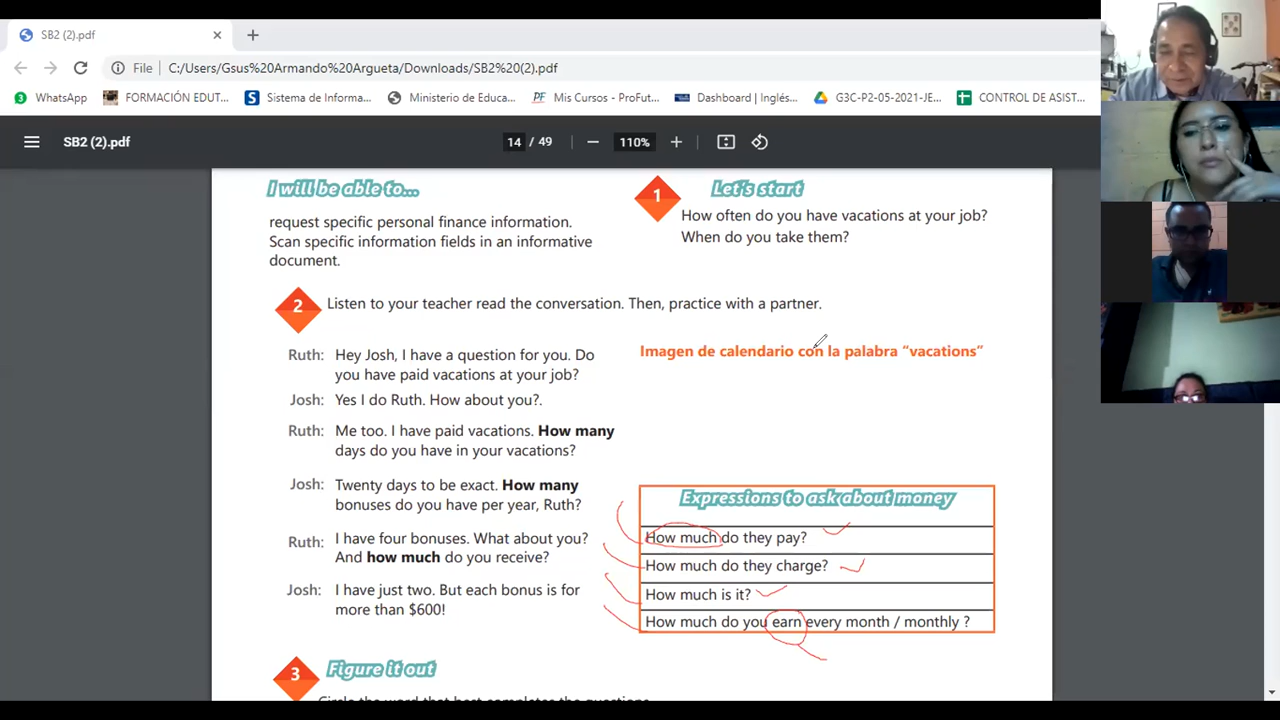 SB2 (2).pdf
File
C:/Users/Gsus%20Armando%20Argueta/Downloads/SB2%20(2).pdf
WhatsApp
FORMACIÓN EDUT...
Sistema de Informa...
Ministerio de Educa...
Mis Cursos - ProFut...
Dashboard | Inglés...
G3C-P2-05-2021-JE...
CONTROL DE ASIST...
SB2 (2).pdf
14 / 49
110%
I will be able to...
request specific personal finance information.
Scan specific information fields in an informative
document.
1
Let's start
How often do you have vacations at your job?
When do you take them?
2
Listen to your teacher read the conversation. Then, practice with a partner.
Ruth: Hey Josh, I have a question for you. Do
you have paid vacations at your job?
Josh: Yes I do Ruth. How about you?.
Ruth: Me too. I have paid vacations. How many
days do you have in your vacations?
Josh: Twenty days to be exact. How many
bonuses do you have per year, Ruth?
Ruth: I have four bonuses. What about you?
And how much do you receive?
Josh: I have just two. But each bonus is for
more than $600!
Imagen de calendario con la palabra “vacations”
Expressions to ask about money
How much do they pay?
How much do they charge?
How much is it?
How much do you earn every month / monthly ?
3
Figure it out
Circle the word that best completes the questions